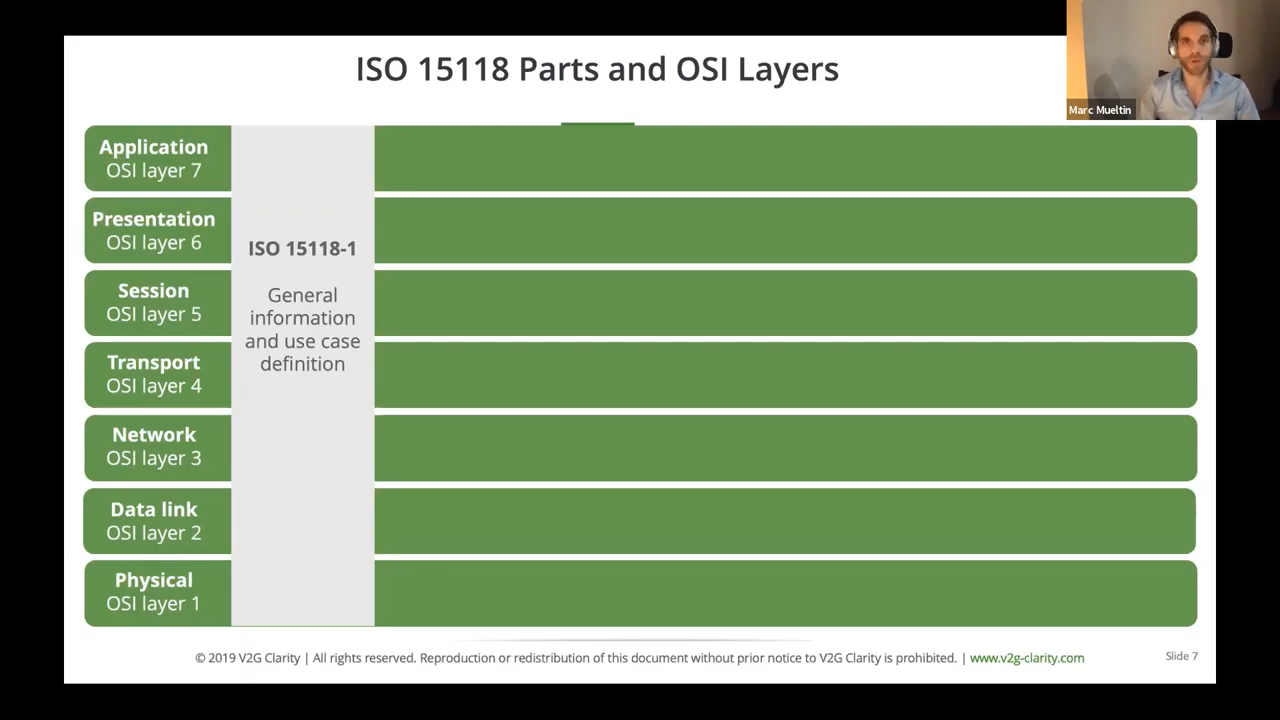 ISO 15118 Parts and OSI Layers
Marc Mueltin
Application
OSI layer 7
Presentation
OSI layer 6
Session
OSI layer 5
Transport
OSI layer 4
Network
OSI layer 3
Data link
OSI layer 2
Physical
OSI layer 1
ISO 15118-1
General
information
and use case
definition
© 2019 V2G Clarity | All rights reserved. Reproduction or redistribution of this document without prior notice to V2G Clarity is prohibited. | www.v2g-clarity.com
Slide 7